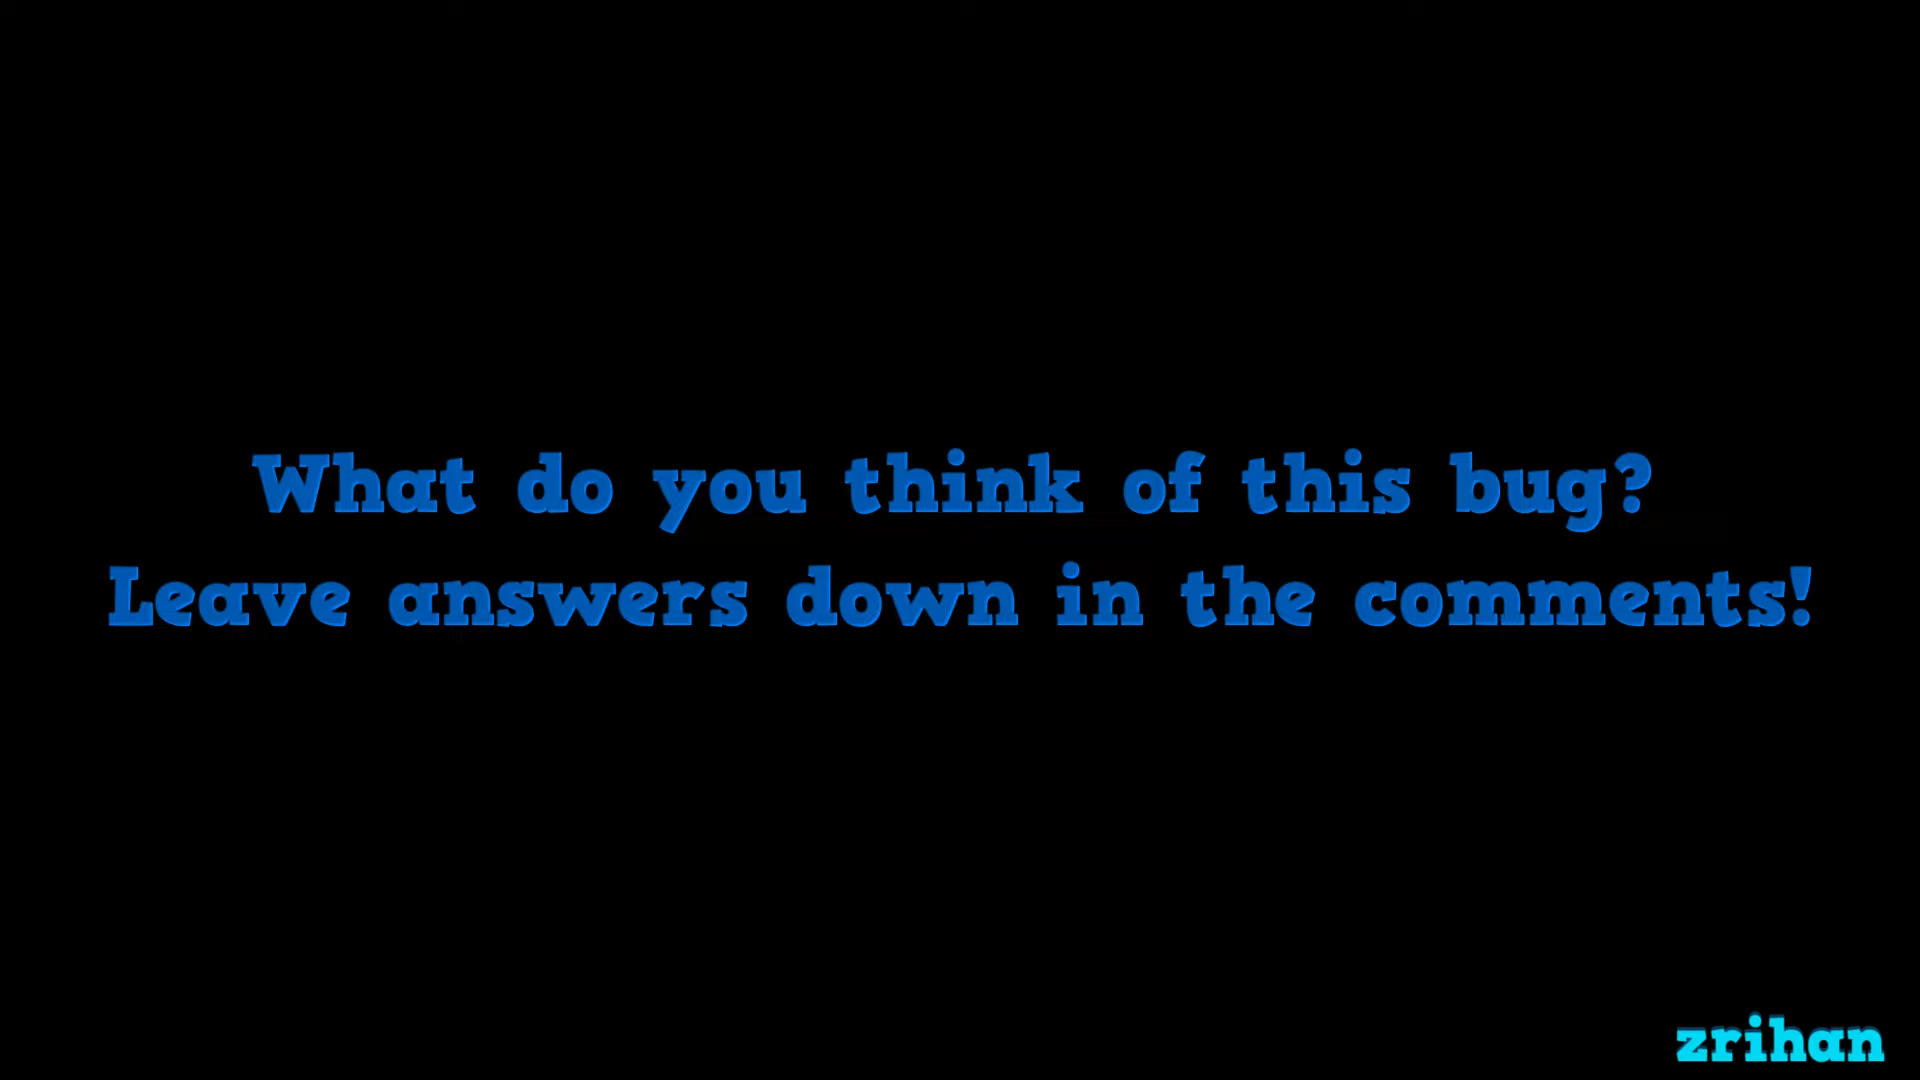 What do you think of this bug?
Leave answers down in the comments!
zrihan